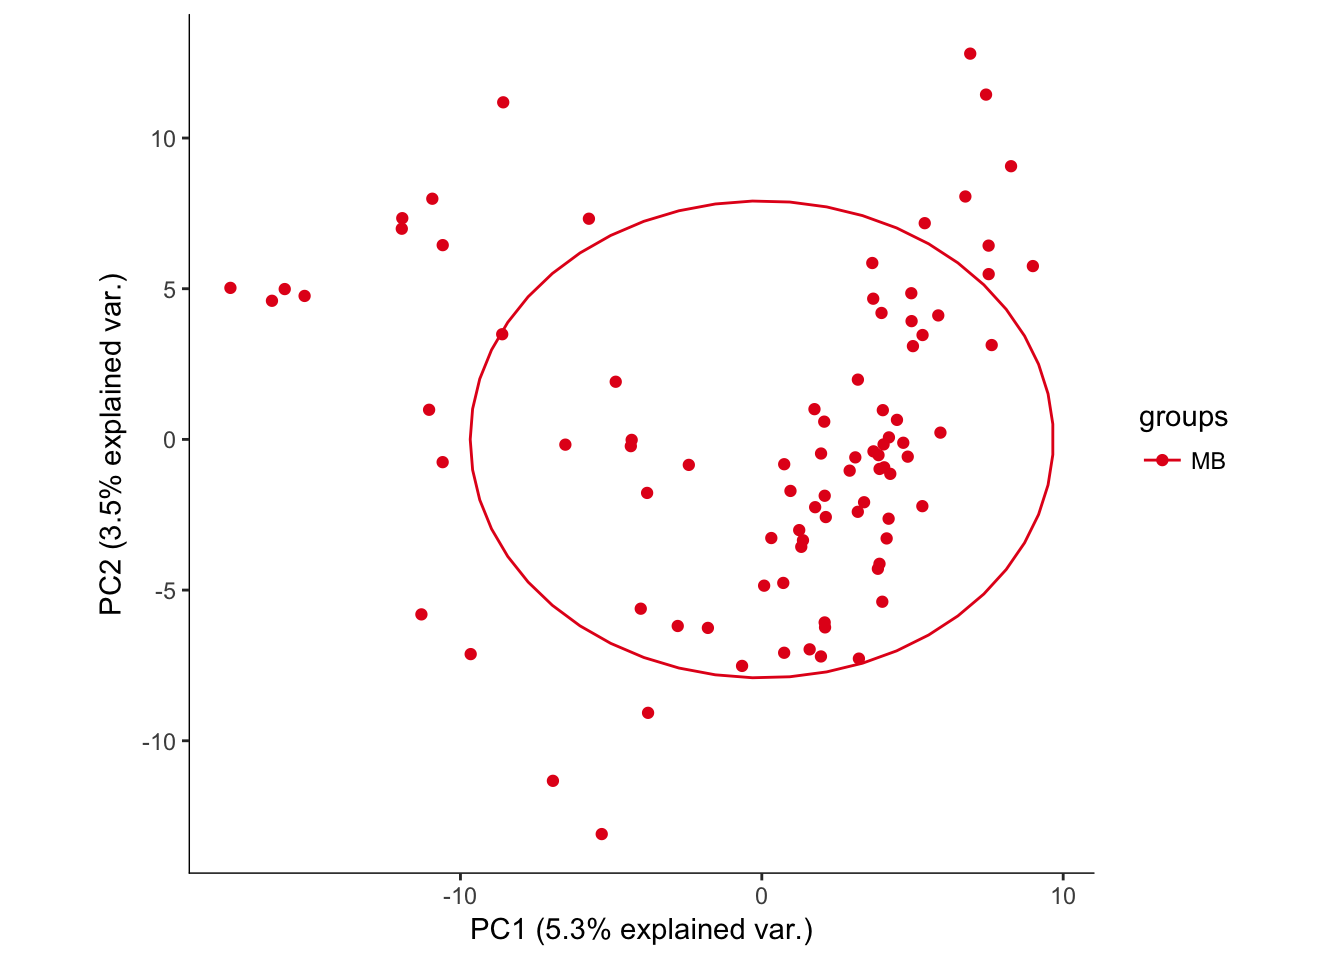 10
5
0
-5
-10
PC2 (3.5% explained var.)
-10
0
10
PC1 (5.3% explained var.)
groups
MB